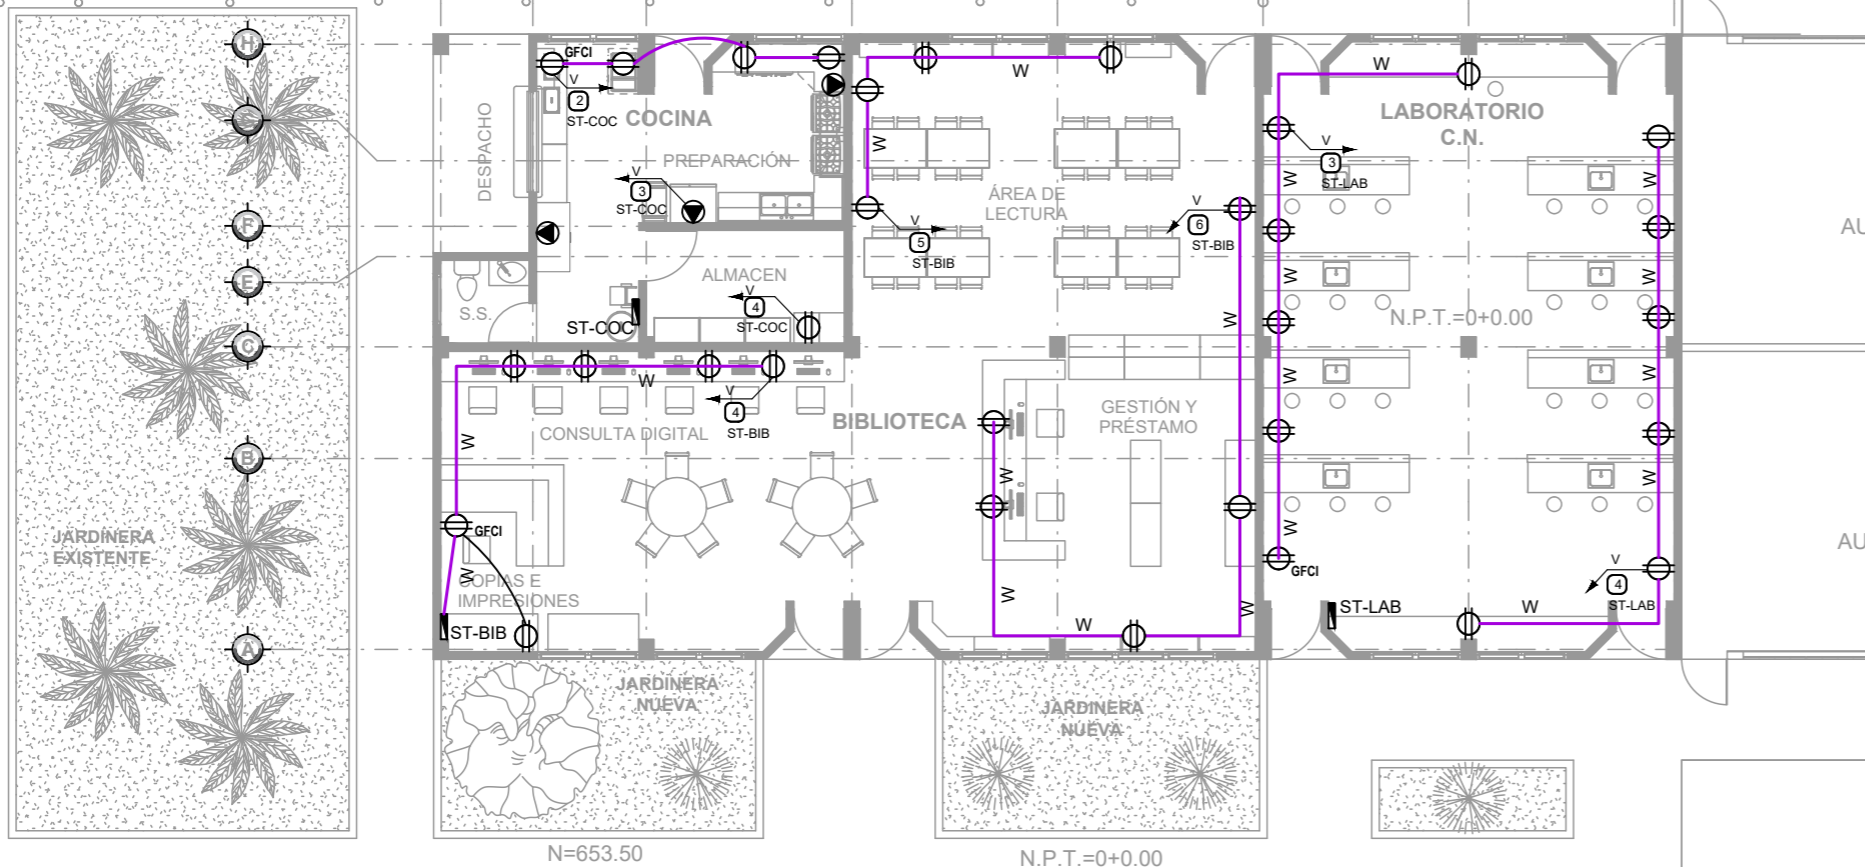 H
F
E
C
B
A
JARDINERA
EXISTENTE
DESPACHO
GFCI
V
2
ST-COC
COCINA
PREPARACIÓN
V
3
ST-COC
ALMACEN
V
4
ST-COC
S.S.
ST-COC
W
V
4
ST-BIB
W
CONSULTA DIGITAL
BIBLIOTECA
GFCI
W
COPIAS E
IMPRESIONES
ST-BIB
W
W
ÁREA DE
LECTURA
V
5
ST-BIB
V
6
ST-BIB
W
GESTIÓN Y
PRÉSTAMO
W
W
W
W
W
LABORATORIO
C.N.
V
3
ST-LAB
W
W
W
W
GFCI
N.P.T.=0+0.00
W
W
W
W
V
4
ST-LAB
ST-LAB
W
AU
AU
JARDINERA
NUEVA
JARDINERA
NUEVA
N=653.50
N.P.T.=0+0.00